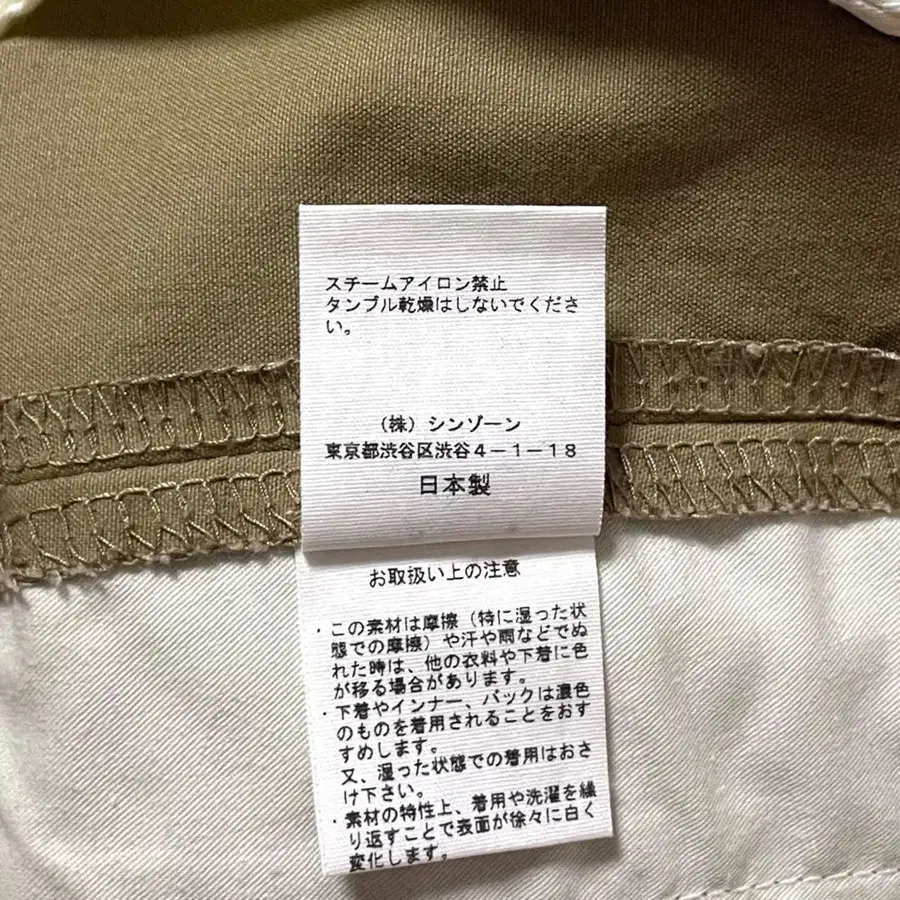 スチームアイロン禁止
タンブル乾燥はしないでくださ
い。
（株）シンゾーン
東京都渋谷区渋谷４－１－１８
日本製
お取扱い上の注意
・この素材は摩擦（特に湿った状
態での摩擦）や汗や雨などでぬ
れた時は、他の衣料や下着に色
が移る場合があります。
・下着やインナー、バックは濃色
のものを着用されることをおす
すめします。
又、湿った状態での着用はおさ
け下さい。
・素材の特性上、着用や洗濯を繰
り返すことで表面が徐々に白く
変化します。